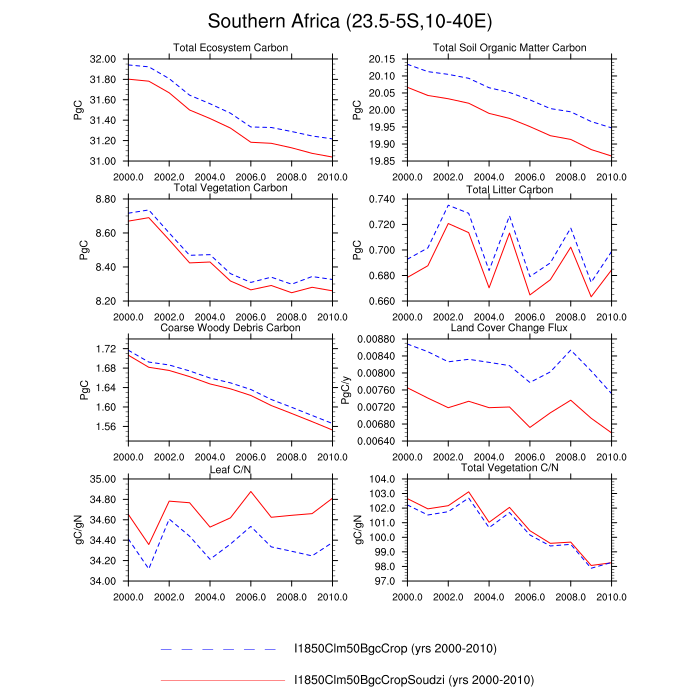 Southern Africa (23.5-5S,10-40E)
Total Ecosystem Carbon
PgC
32.00
31.80
31.60
31.40
31.20
31.00
2000.0 2002.0 2004.0 2006.0 2008.0 2010.0
Total Soil Organic Matter Carbon
PgC
20.15
20.10
20.05
20.00
19.95
19.90
19.85
2000.0 2002.0 2004.0 2006.0 2008.0 2010.0
Total Vegetation Carbon
PgC
8.80
8.60
8.40
8.20
2000.0 2002.0 2004.0 2006.0 2008.0 2010.0
Total Litter Carbon
PgC
0.740
0.720
0.700
0.680
0.660
2000.0 2002.0 2004.0 2006.0 2008.0 2010.0
Coarse Woody Debris Carbon
PgC
1.72
1.68
1.64
1.60
1.56
2000.0 2002.0 2004.0 2006.0 2008.0 2010.0
Land Cover Change Flux
PgC/y
0.00880
0.00840
0.00800
0.00760
0.00720
0.00680
0.00640
2000.0 2002.0 2004.0 2006.0 2008.0 2010.0
Leaf C/N
gC/gN
35.00
34.80
34.60
34.40
34.20
34.00
2000.0 2002.0 2004.0 2006.0 2008.0 2010.0
Total Vegetation C/N
gC/gN
104.0
103.0
102.0
101.0
100.0
99.0
98.0
97.0
2000.0 2002.0 2004.0 2006.0 2008.0 2010.0
I1850Clm50BgcCrop (yrs 2000-2010)
I1850Clm50BgcCropSoudzi (yrs 2000-2010)